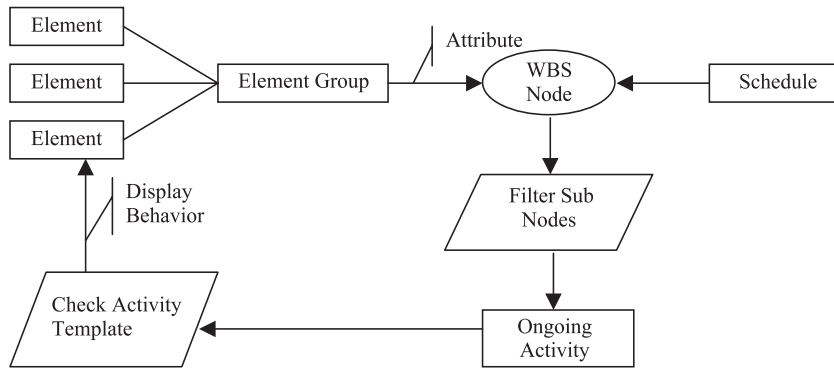 Element
Element
Element
Element Group
Attribute
WBS
Node
Schedule
Display
Behavior
Filter Sub
Nodes
Check Activity
Template
Ongoing
Activity